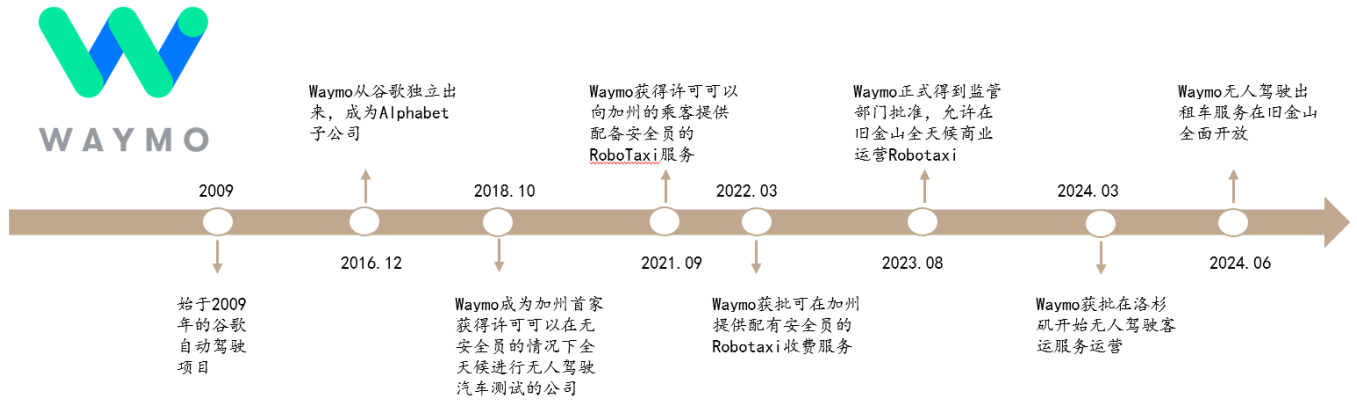 WAYMO
2009
始于2009
年的谷歌
自动驾驶
项目
Waymo从谷歌独立出
来，成为Alphabet
子公司
2016.12
2018.10
Waymo成为加州首家
获得许可可以在无
安全员的情况下全
天候进行无人驾驶
汽车测试的公司
Waymo获得许可可以
向加州的乘客提供
配备安全员的
RoboTaxi服务
2021.09
2022.03
Waymo获批可在加州
提供配有安全员的
Robotaxi收费服务
Waymo正式得到监管
部门批准，允许在
旧金山全天候商业
运营Robotaxi
2023.08
2024.03
Waymo获批在洛杉
矶开始无人驾驶客
运服务运营
Waymo无人驾驶出
租车服务在旧金山
全面开放
2024.06